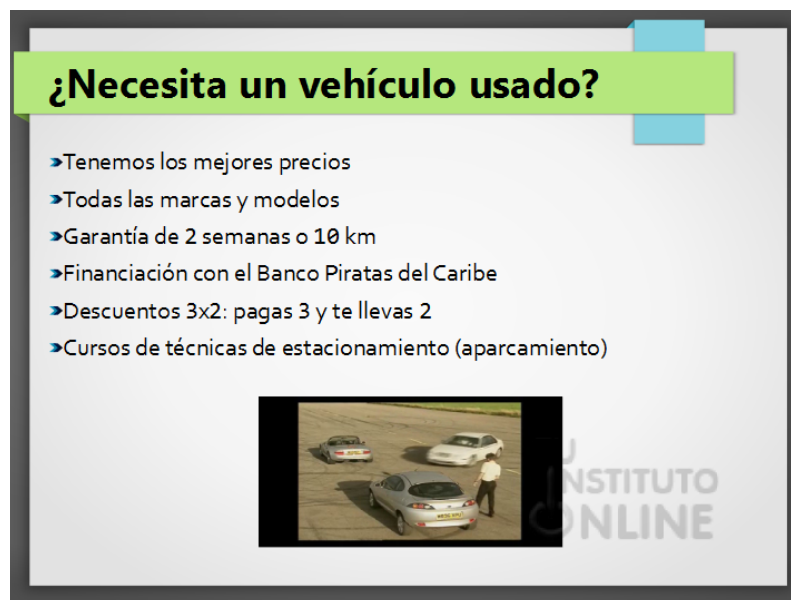 ¿Necesita un vehículo usado?
Tenemos los mejores precios
Todas las marcas y modelos
Garantía de 2 semanas o 10 km
Financiación con el Banco Piratas del Caribe
Descuentos 3x2: pagas 3 y te llevas 2
Cursos de técnicas de estacionamiento (aparcamiento)
INSTITUTO
ONLINE